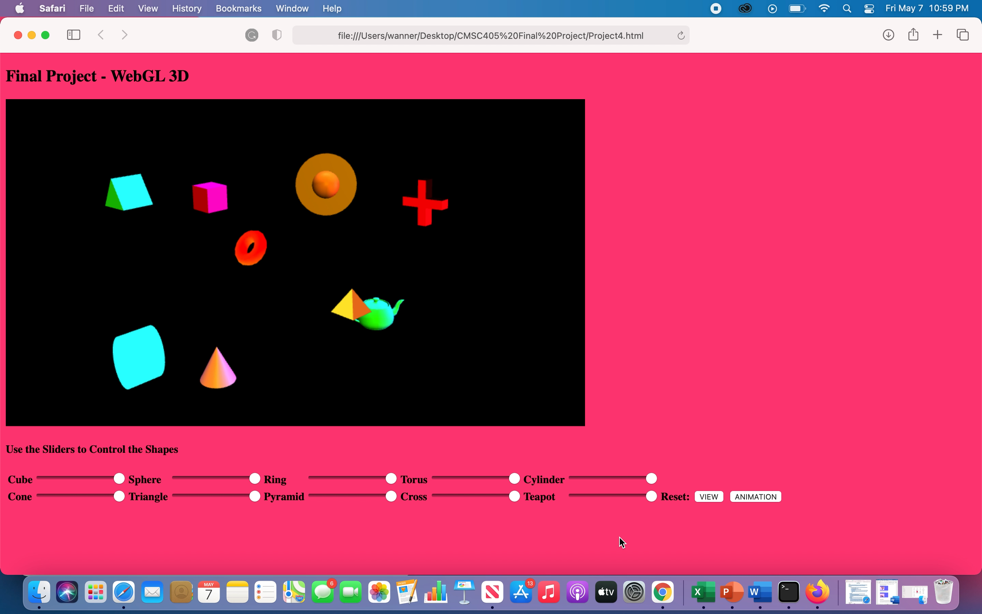 Safari File Edit View History Bookmarks Window Help Fri May 7 10:59 PM
file:///Users/wanner/Desktop/CMSC405%20Final%20Project/Project4.html
Final Project - WebGL 3D
Use the Sliders to Control the Shapes
Cube Sphere Ring Torus Cylinder
Cone Triangle Pyramid Cross Teapot Reset: VIEW ANIMATION